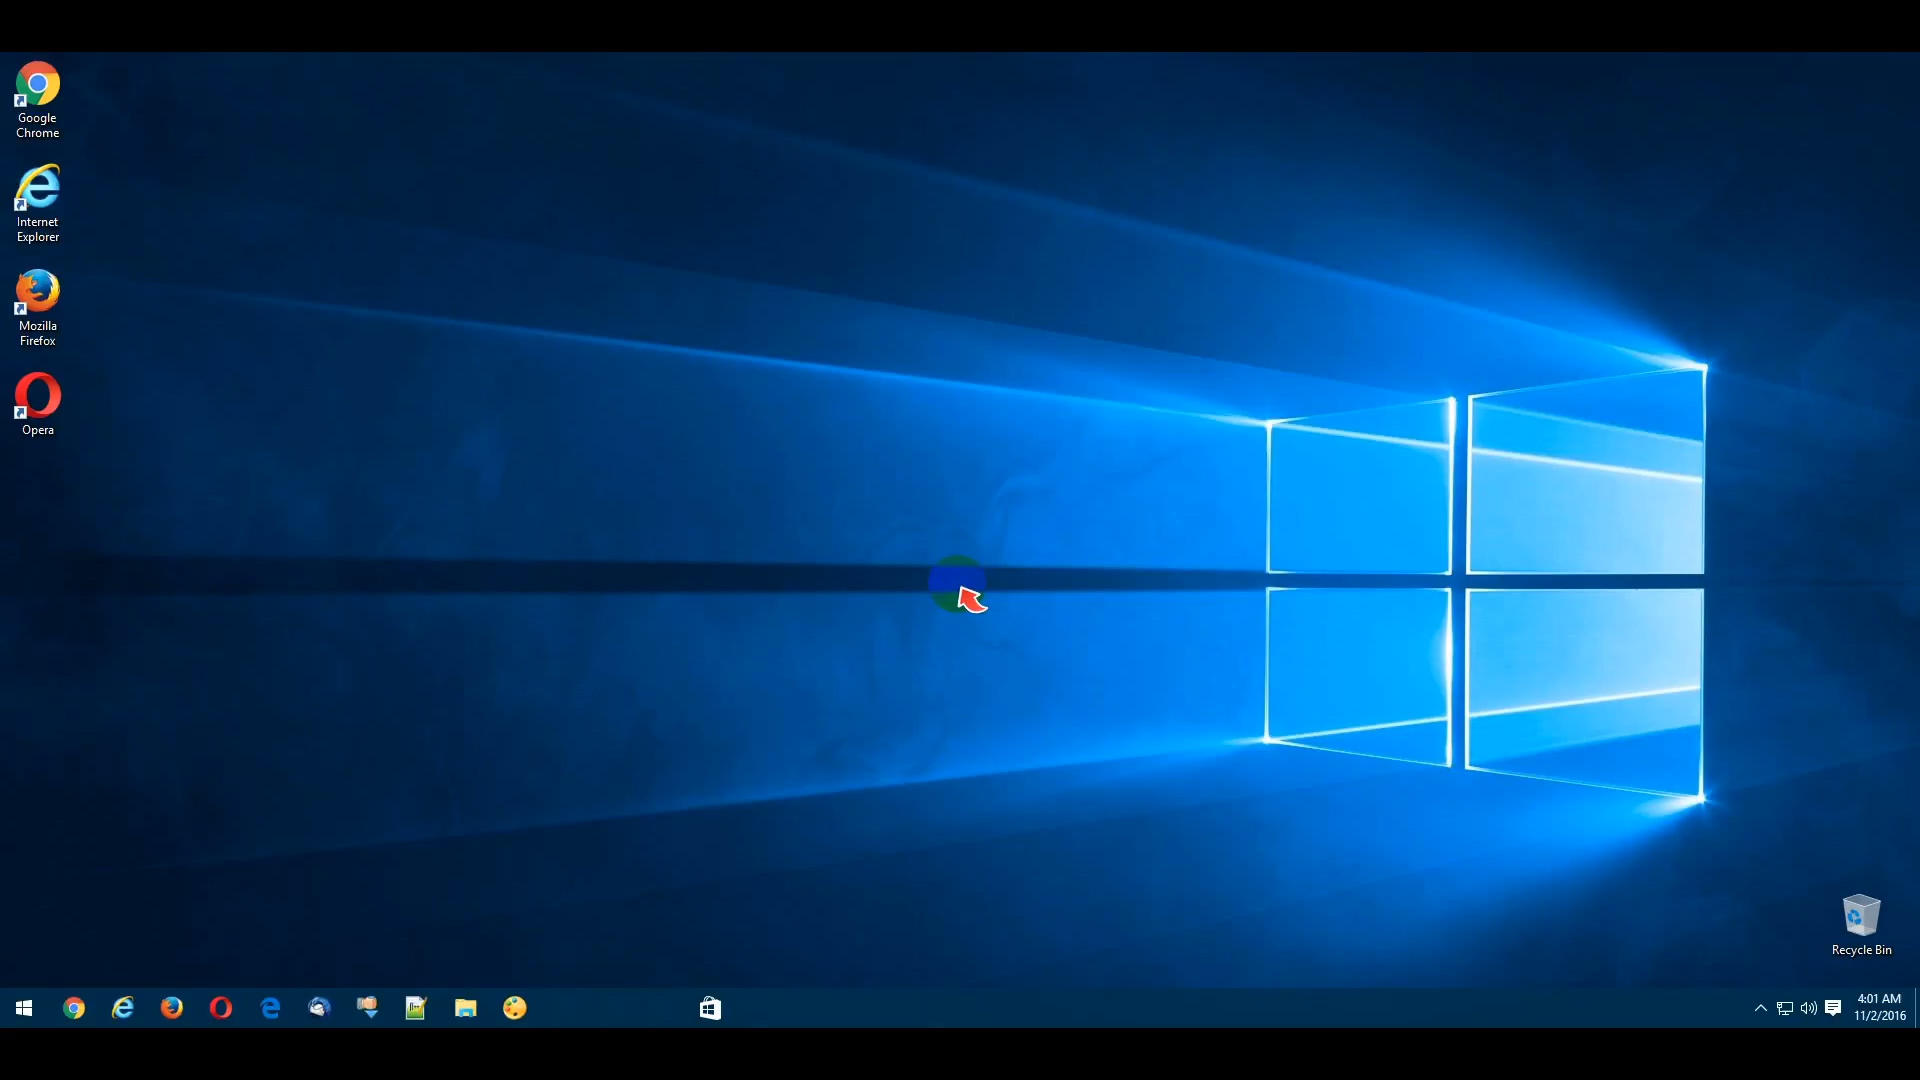 Google
Chrome
Internet
Explorer
Mozilla
Firefox
Opera
Recycle Bin
4:01 AM
11/2/2016